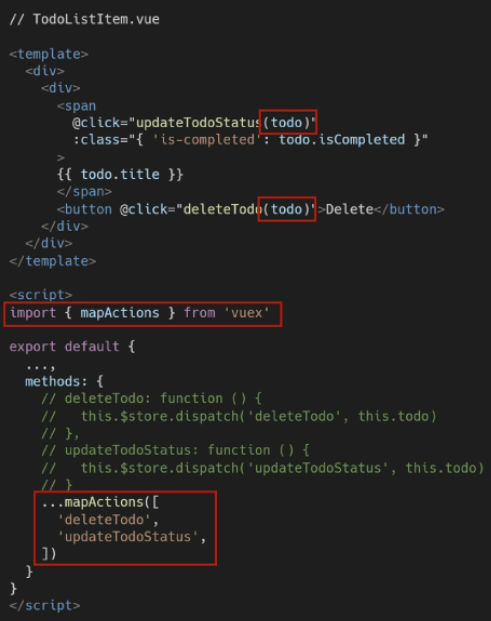 // TodoListItem.vue
<template>
  <div>
    <div>
      <span
        @click="updateTodoStatus(todo)"
        :class="{ 'is-completed': todo.isCompleted }"
      >
      {{ todo.title }}
      </span>
      <button @click="deleteTodo(todo)">Delete</button>
    </div>
  </div>
</template>
<script>
import { mapActions } from 'vuex'
export default {
  ...,
  methods: {
    // deleteTodo: function () {
    //   this.$store.dispatch('deleteTodo', this.todo)
    // },
    // updateTodoStatus: function () {
    //   this.$store.dispatch('updateTodoStatus', this.todo)
    // }
    ...mapActions([
      'deleteTodo',
      'updateTodoStatus',
    ])
  }
}
</script>